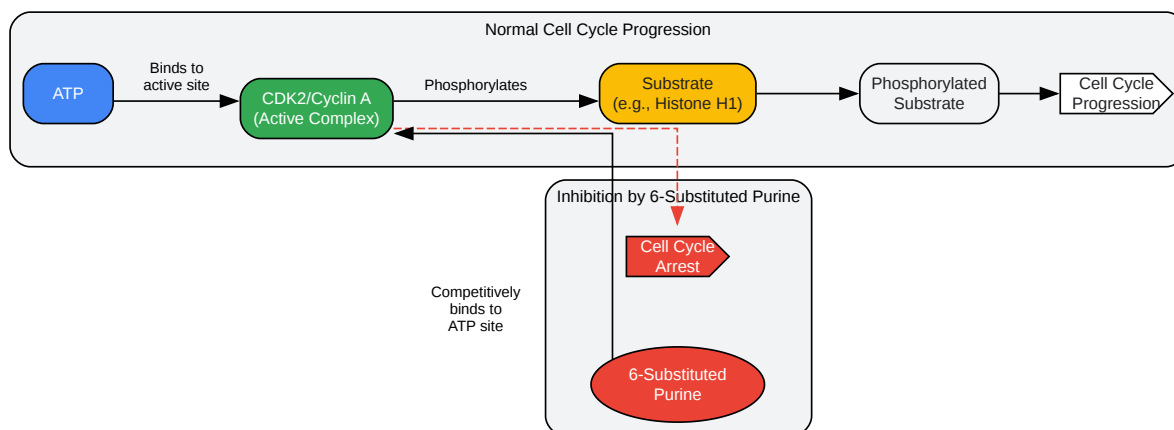 Normal Cell Cycle Progression
ATP
Binds to
active site
CDK2/Cyclin A
(Active Complex)
Phosphorylates
Substrate
(e.g., Histone H1)
Phosphorylated
Substrate
Cell Cycle
Progression
Inhibition by 6-Substituted Purine
Cell Cycle
Arrest
Competitively
binds to
ATP site
6-Substituted
Purine